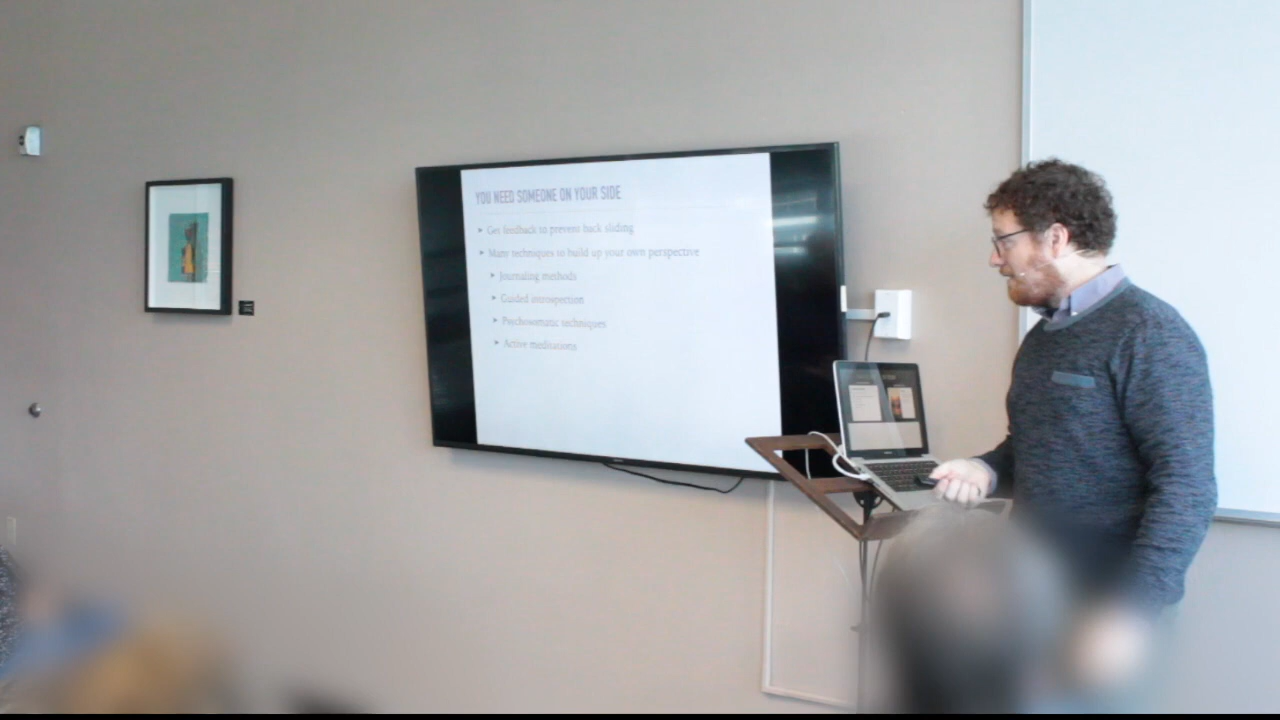 YOU NEED SOMEONE ON YOUR SIDE
➤ Get feedback to prevent back sliding
➤ Many techniques to build up your own perspective
➤ Journaling methods
➤ Guided introspection
➤ Psychosomatic techniques
➤ Active meditations